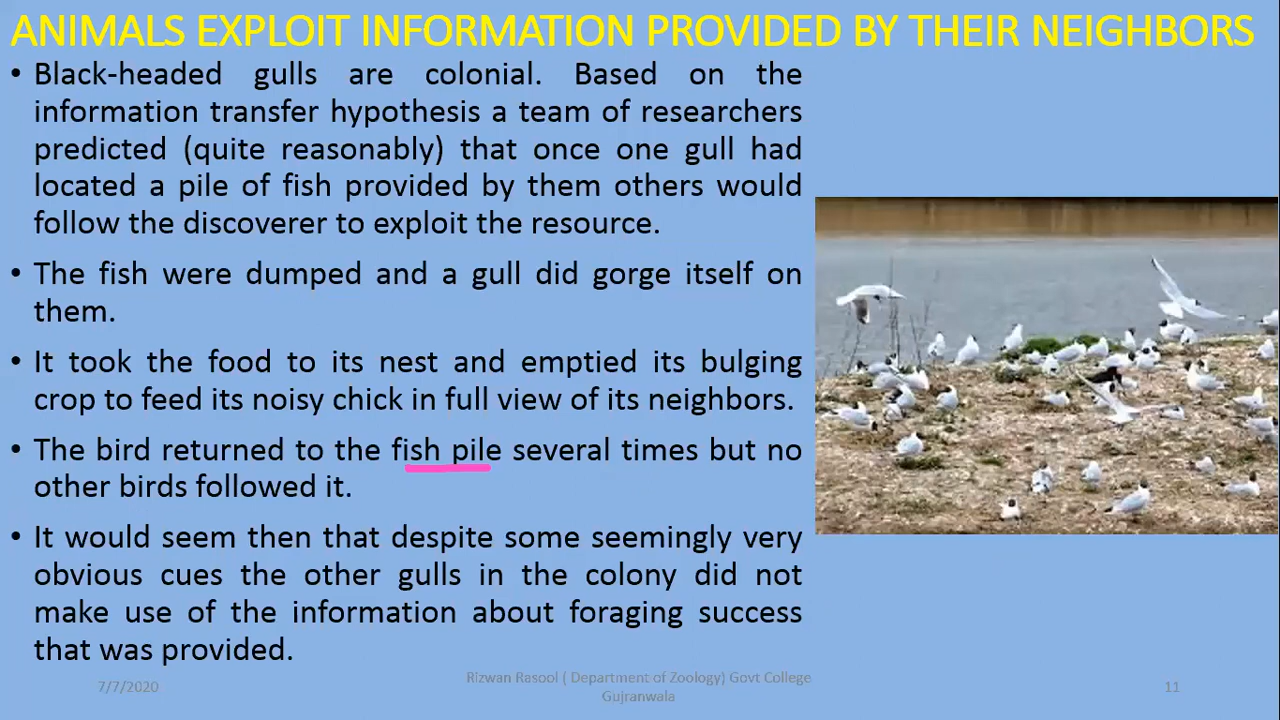 ANIMALS EXPLOIT INFORMATION PROVIDED BY THEIR NEIGHBORS
• Black-headed gulls are colonial. Based on the
information transfer hypothesis a team of researchers
predicted (quite reasonably) that once one gull had
located a pile of fish provided by them others would
follow the discoverer to exploit the resource.
• The fish were dumped and a gull did gorge itself on
them.
• It took the food to its nest and emptied its bulging
crop to feed its noisy chick in full view of its neighbors.
• The bird returned to the fish pile several times but no
other birds followed it.
• It would seem then that despite some seemingly very
obvious cues the other gulls in the colony did not
make use of the information about foraging success
that was provided.
7/7/2020
Rizwan Rasool ( Department of Zoology) Govt College
Gujranwala
11